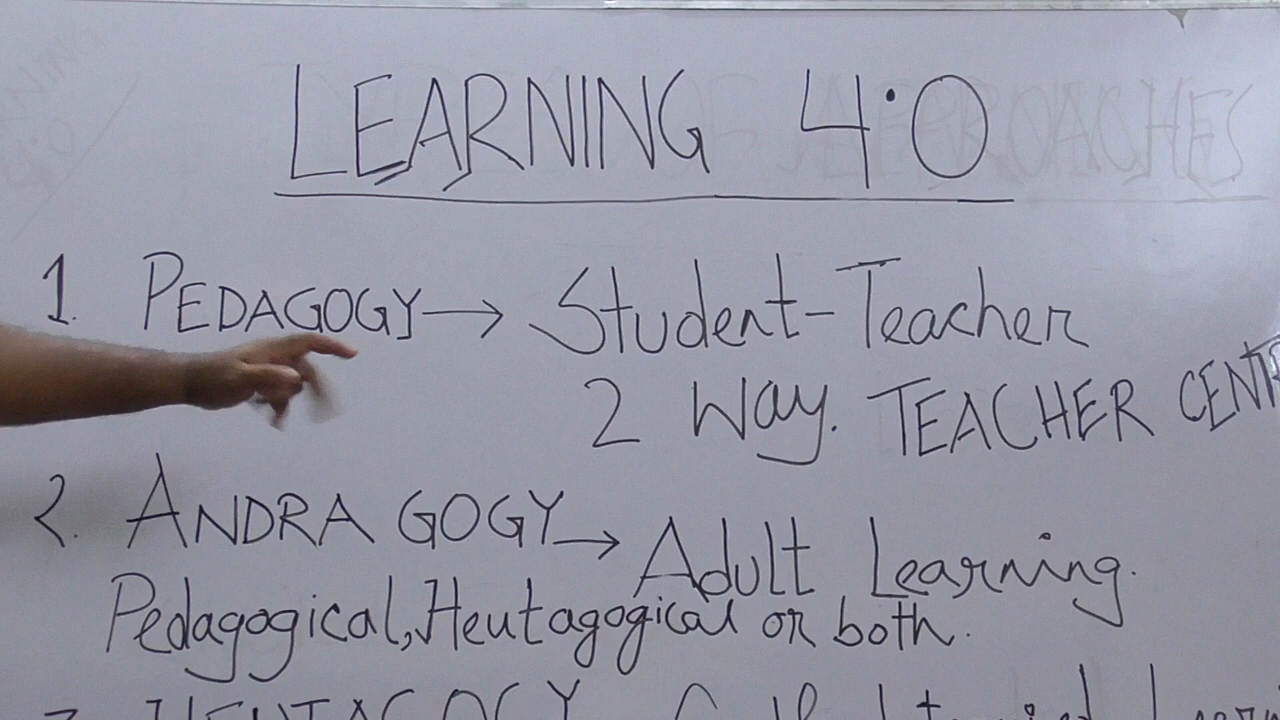 LEARNING 4.0
1. PEDAGOGY → Student-Teacher
2 Way. TEACHER
2. ANDRAGOGY → Adult Learning.
Pedagogical, Heutagogical or both.